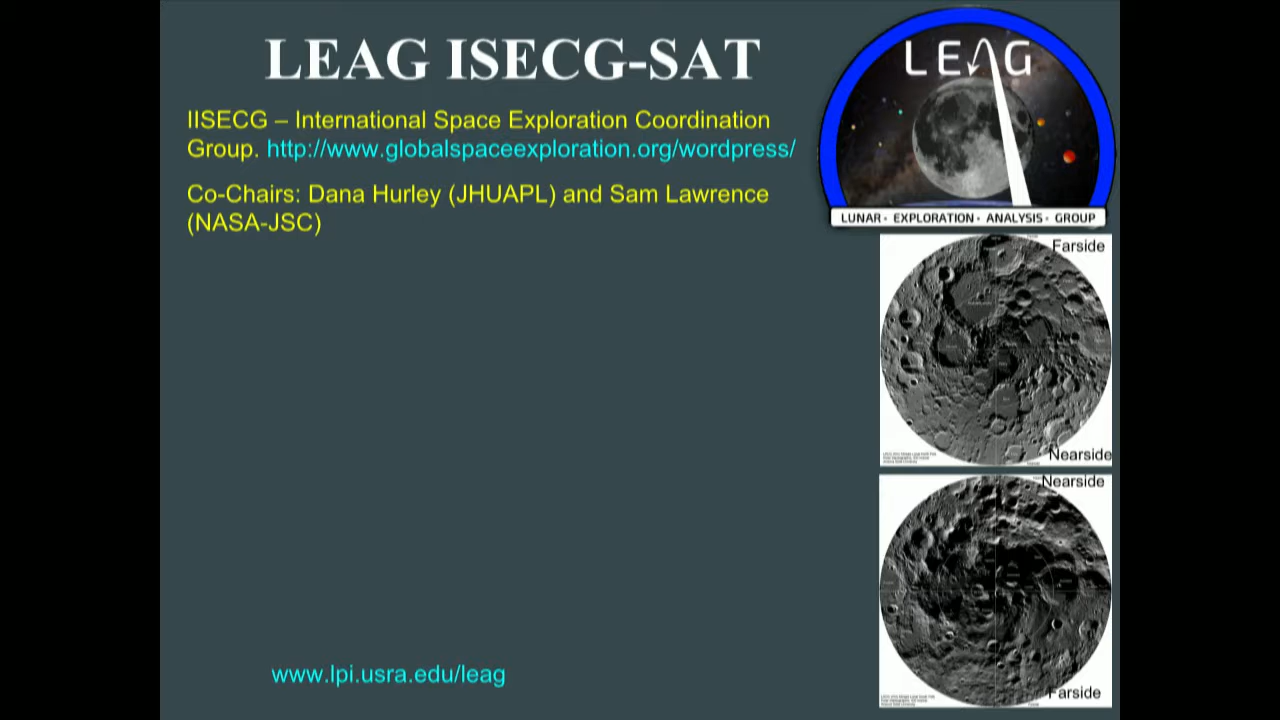 LEAG ISECG-SAT
IISECG – International Space Exploration Coordination
Group. http://www.globalspaceexploration.org/wordpress/
Co-Chairs: Dana Hurley (JHUAPL) and Sam Lawrence
(NASA-JSC)
LEAG
LUNAR · EXPLORATION · ANALYSIS · GROUP
Farside
Nearside
Nearside
Farside
www.lpi.usra.edu/leag